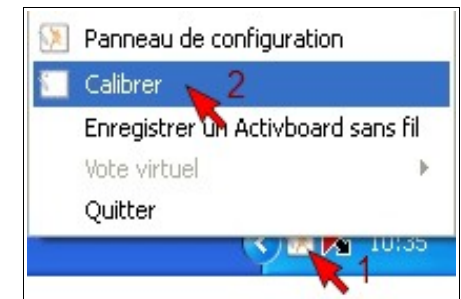 Panneau de configuration
Calibrer 2
Enregistrer un Activboard sans fil
Vote virtuel
Quitter
10:35
1